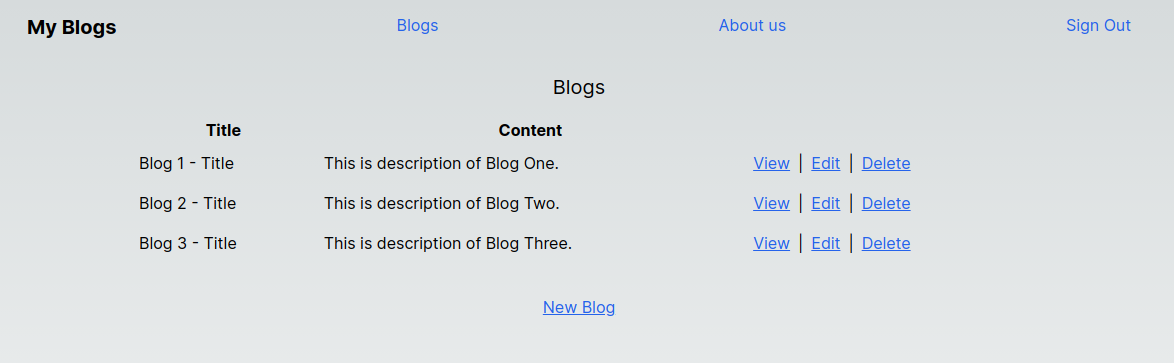 My Blogs Blogs About us Sign Out
Blogs
Title Content
Blog 1 - Title This is description of Blog One. View | Edit | Delete
Blog 2 - Title This is description of Blog Two. View | Edit | Delete
Blog 3 - Title This is description of Blog Three. View | Edit | Delete
New Blog